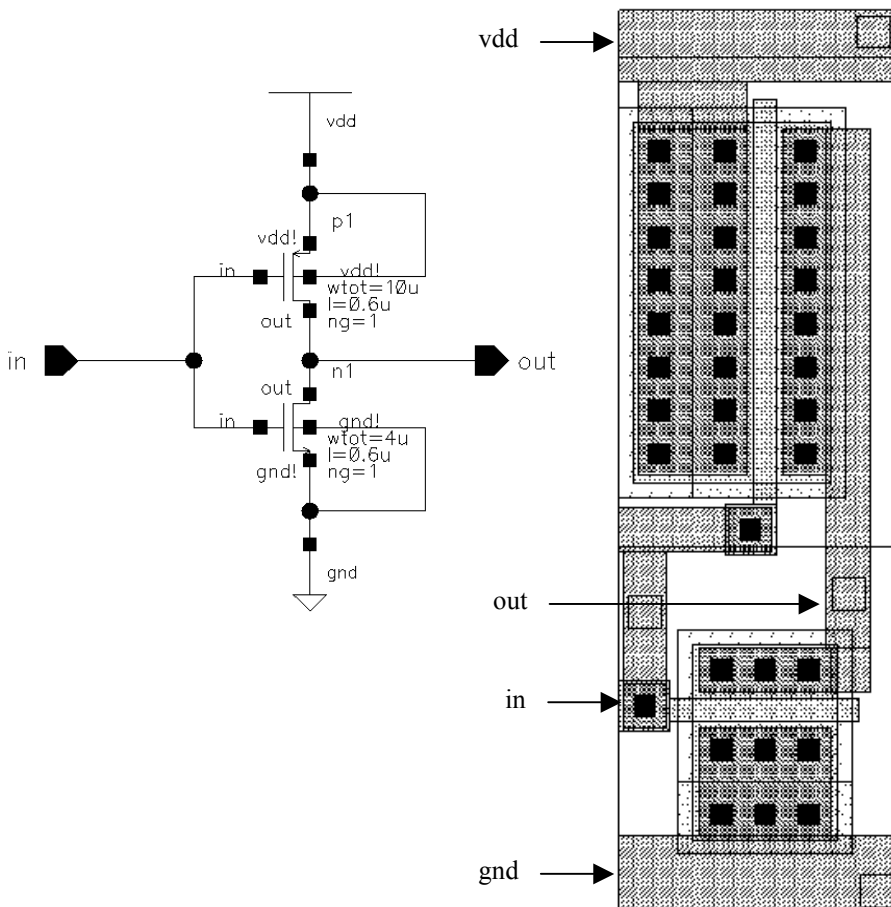 vdd
vdd
p1
vdd!
in
vdd!
wtot=10u
l=0.6u
ng=1
out
in
out
n1
out
in
gnd!
wtot=4u
l=0.6u
ng=1
gnd!
gnd
out
in
gnd